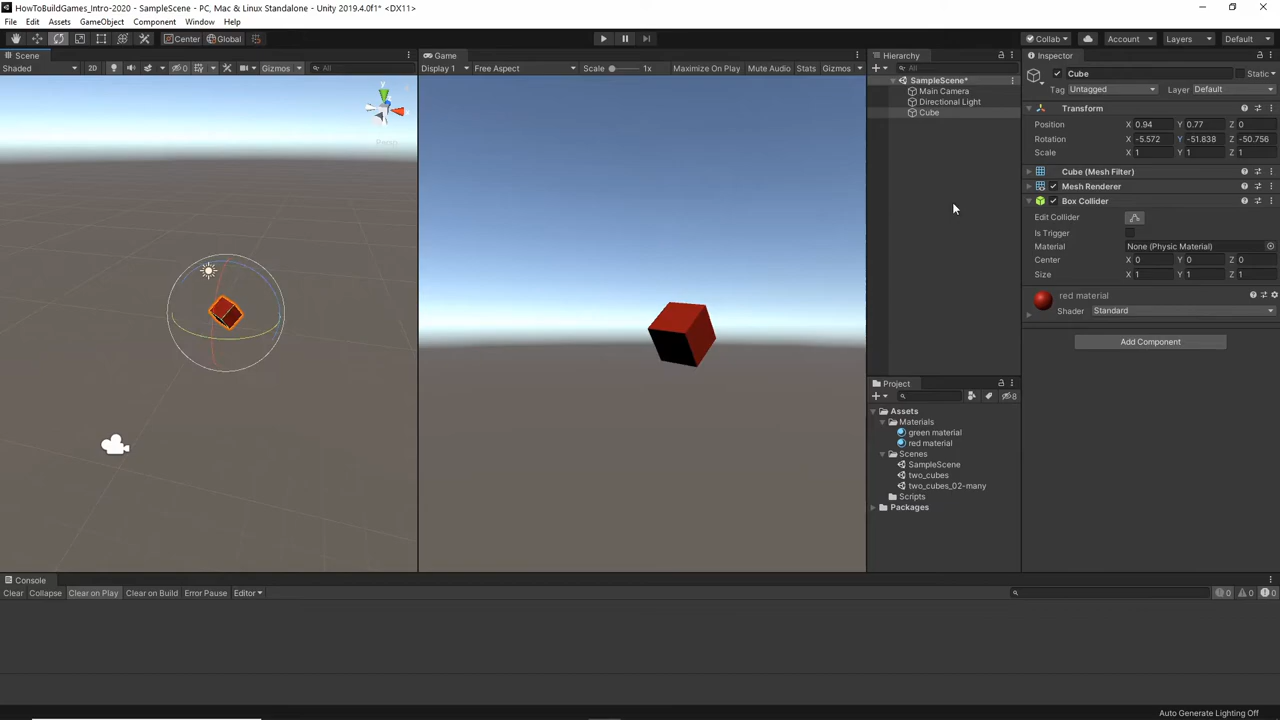 HowToBuildGames_Intro-2020 - SampleScene - PC, Mac & Linux Standalone - Unity 2019.4.0f1* <DX11>
File Edit Assets GameObject Component Window Help
Center Global
Collab Account Layers Default
Scene
Shaded 2D 0 Gizmos All
y
Persp
Game
Display 1 Free Aspect Scale 1x Maximize On Play Mute Audio Stats Gizmos
Hierarchy
All
SampleScene*
Main Camera
Directional Light
Cube
Project
8
Assets
Materials
green material
red material
Scenes
SampleScene
two_cubes
two_cubes_02-many
Scripts
Packages
Inspector
Cube Static
Tag Untagged Layer Default
Transform
Position X 0.94 Y 0.77 Z 0
Rotation X -5.572 Y -51.838 Z -50.756
Scale X 1 Y 1 Z 1
Cube (Mesh Filter)
Mesh Renderer
Box Collider
Edit Collider
Is Trigger
Material None (Physic Material)
Center X 0 Y 0 Z 0
Size X 1 Y 1 Z 1
red material
Shader Standard
Add Component
Console
Clear Collapse Clear on Play Clear on Build Error Pause Editor 0 0 0
Auto Generate Lighting Off